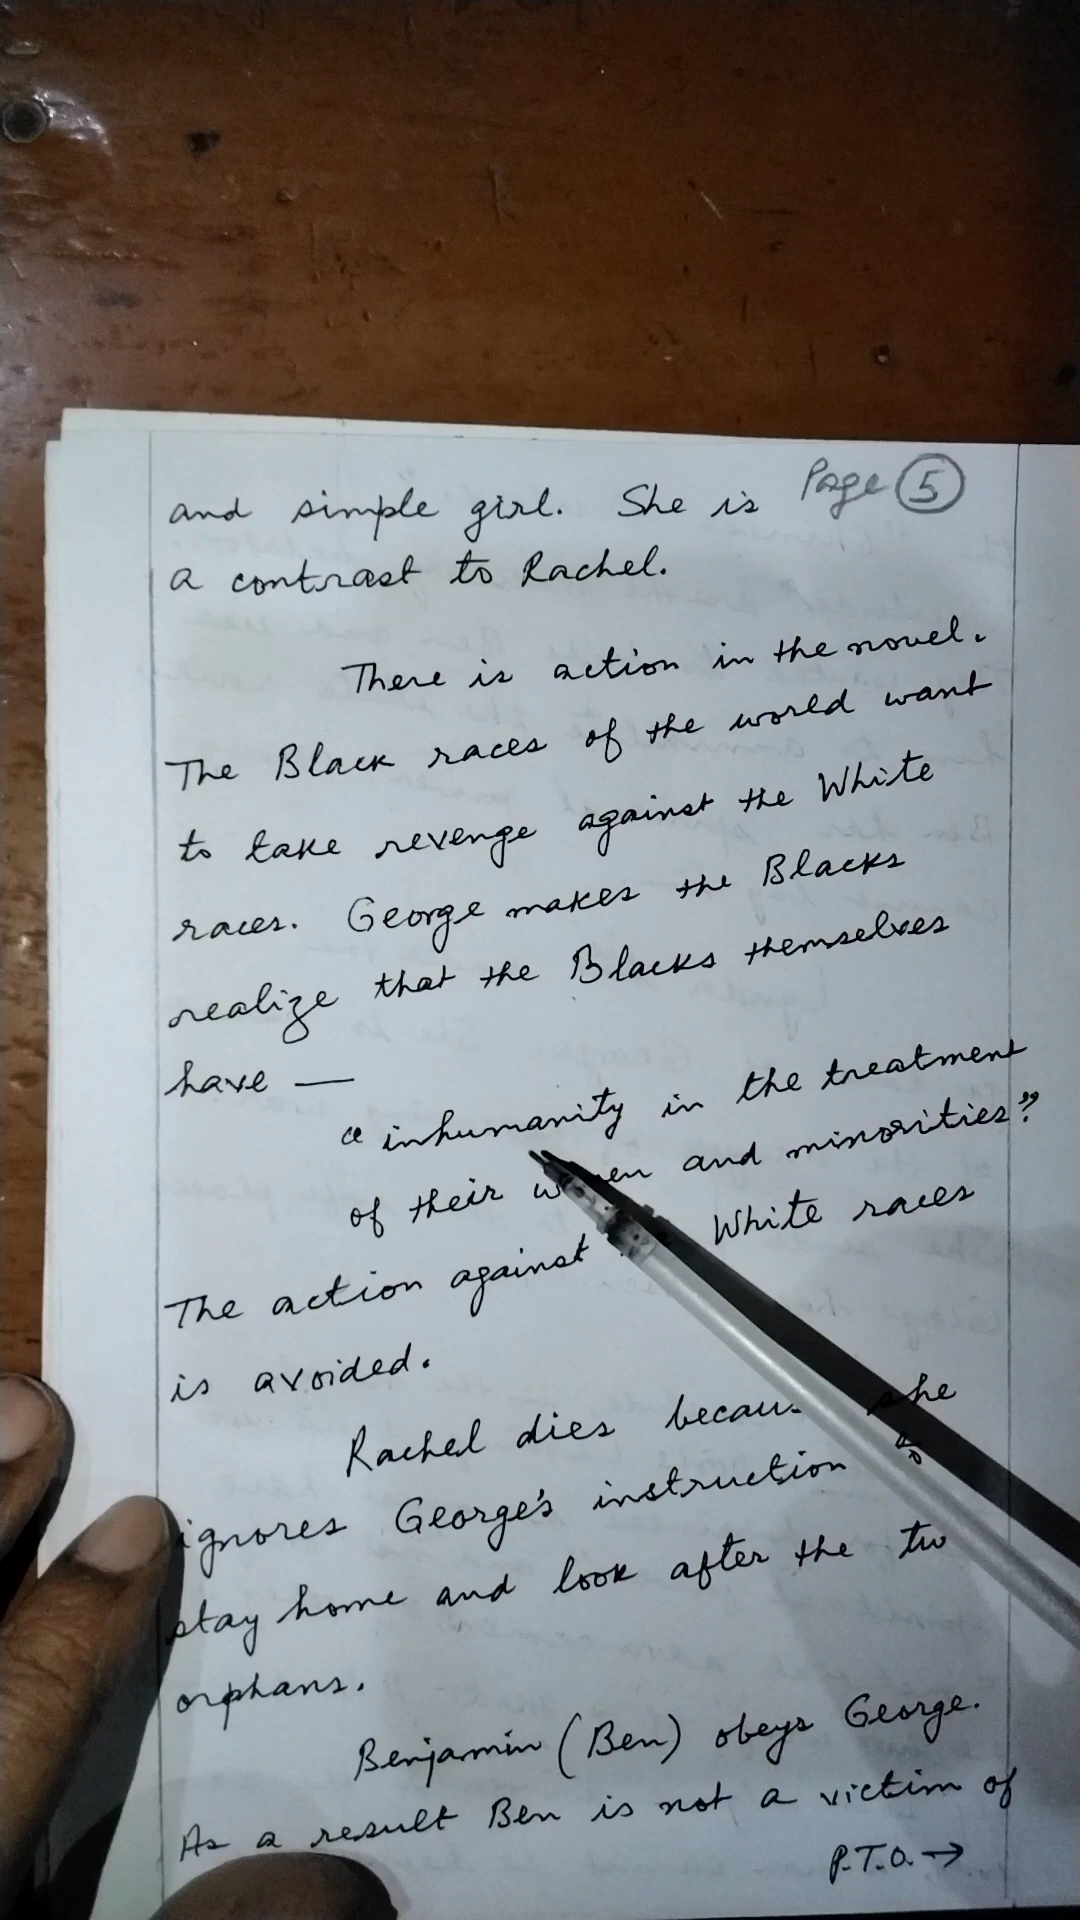 Page 5
and simple girl. She is
a contrast to Rachel.
There is action in the novel.
The Black races of the world want
to take revenge against the White
races. George makes the Blacks
realize that the Blacks themselves
have —
"inhumanity in the treatment
of their and minorities"
The action against White races
is avoided.
Rachel dies she
ignores George's instruction
stay home and look after the
orphans.
Benjamin (Ben) obeys George.
As a result Ben is not a victim of
P.T.O. →